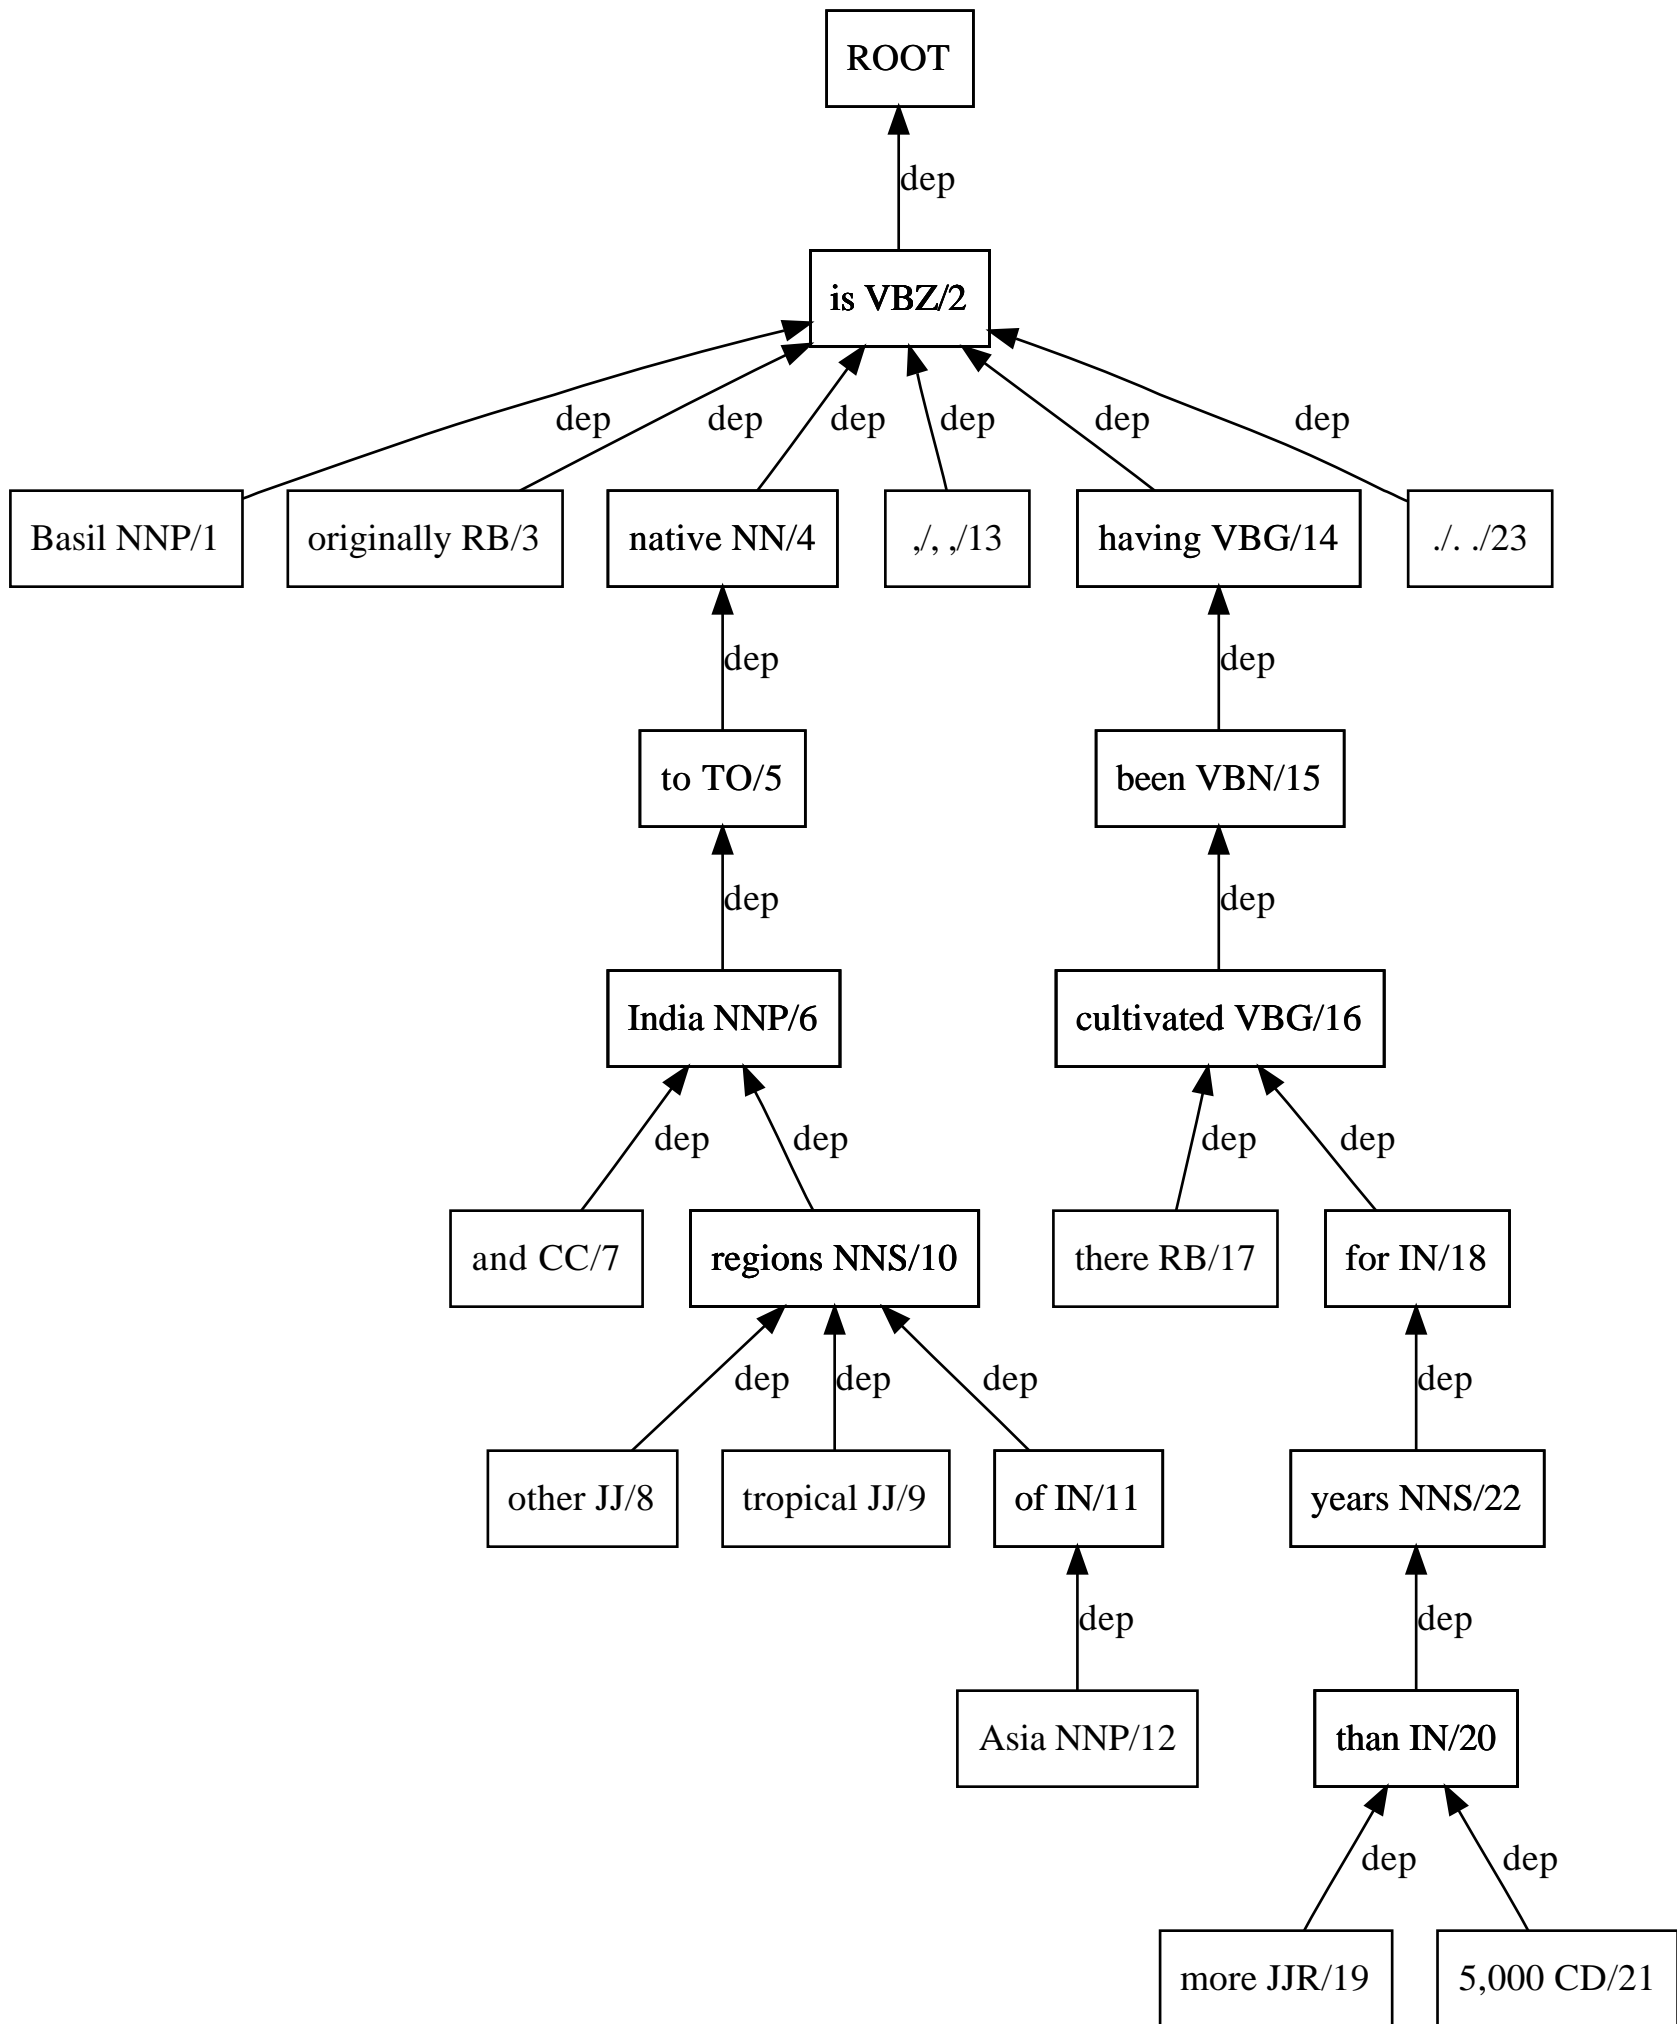 ROOT
dep
is VBZ/2
dep dep dep dep dep dep
Basil NNP/1 originally RB/3 native NN/4 ,/, ,/13 having VBG/14 ./. ./23
dep dep
to TO/5 been VBN/15
dep dep
India NNP/6 cultivated VBG/16
dep dep dep dep
and CC/7 regions NNS/10 there RB/17 for IN/18
dep dep dep dep
other JJ/8 tropical JJ/9 of IN/11 years NNS/22
dep dep
Asia NNP/12 than IN/20
dep dep
more JJR/19 5,000 CD/21